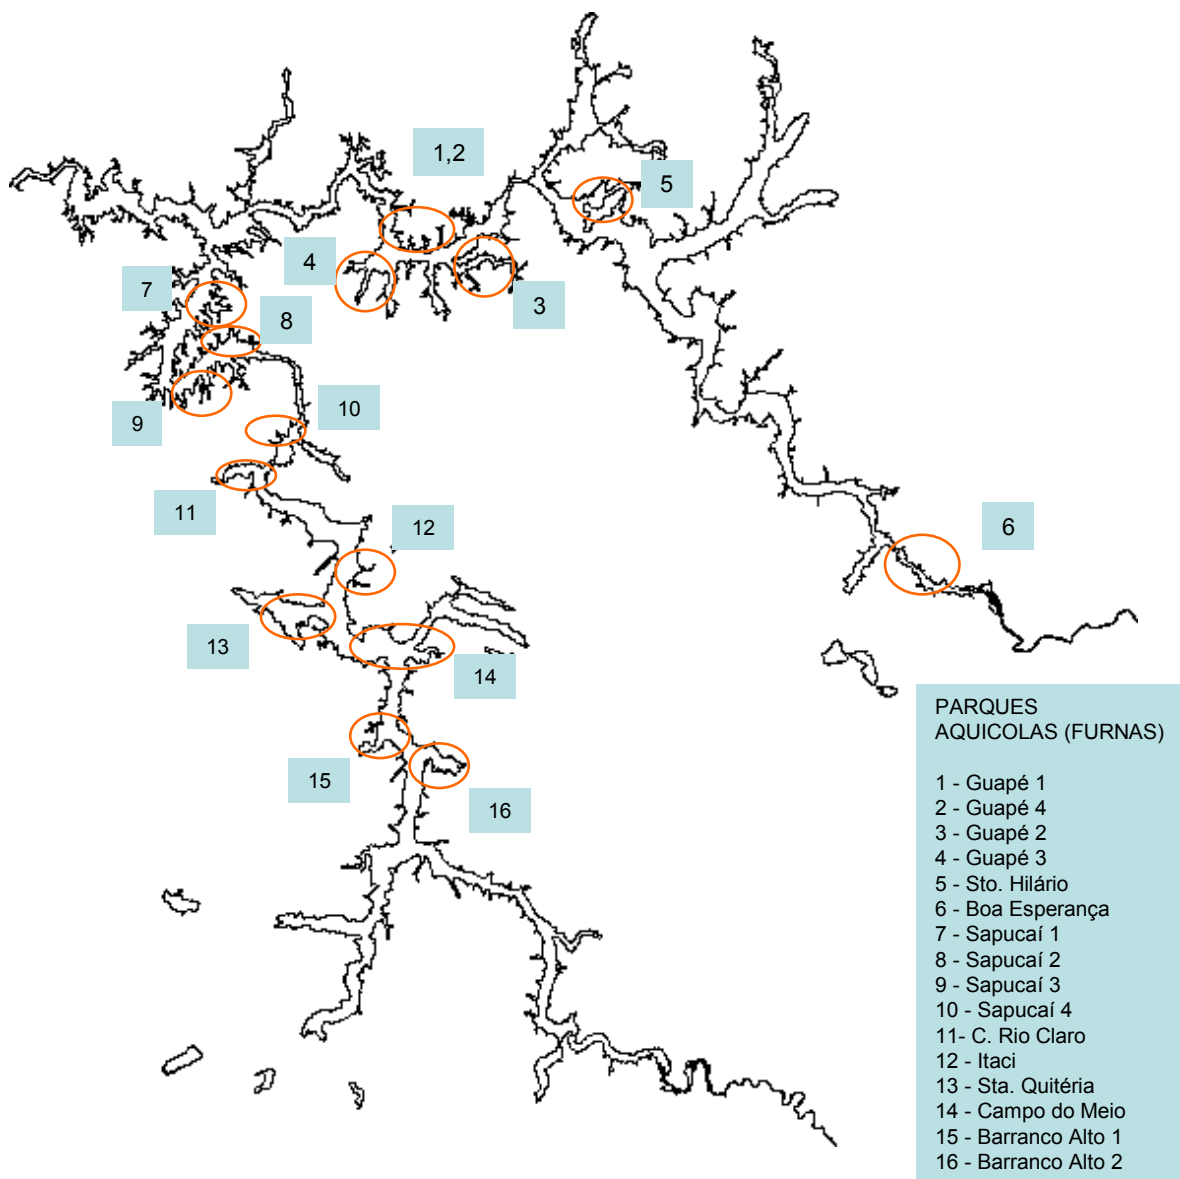 1,2
5
4
3
7
8
9
10
11
12
6
13
14
15
16
PARQUES
AQUICOLAS (FURNAS)
1 - Guapé 1
2 - Guapé 4
3 - Guapé 2
4 - Guapé 3
5 - Sto. Hilário
6 - Boa Esperança
7 - Sapucaí 1
8 - Sapucaí 2
9 - Sapucaí 3
10 - Sapucaí 4
11- C. Rio Claro
12 - Itaci
13 - Sta. Quitéria
14 - Campo do Meio
15 - Barranco Alto 1
16 - Barranco Alto 2